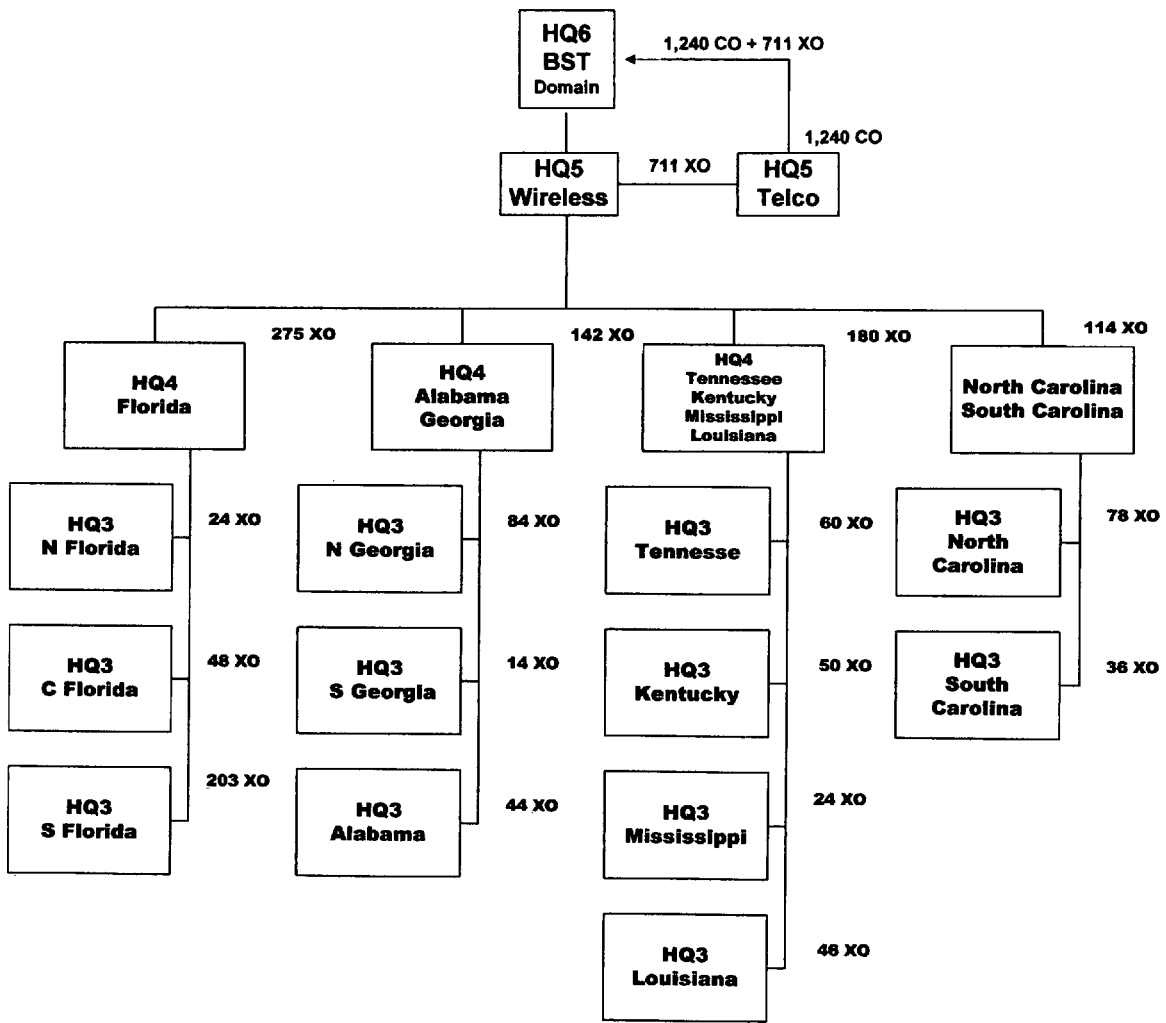 HQ6
BST
Domain
1,240 CO + 711 XO
1,240 CO
HQ5
Wireless
711 XO
HQ5
Telco
275 XO
142 XO
180 XO
114 XO
HQ4
Florida
HQ4
Alabama
Georgia
HQ4
Tennessee
Kentucky
Mississippi
Louisiana
North Carolina
South Carolina
HQ3
N Florida
24 XO
HQ3
N Georgia
84 XO
HQ3
Tennesse
60 XO
HQ3
North
Carolina
78 XO
HQ3
C Florida
48 XO
HQ3
S Georgia
14 XO
HQ3
Kentucky
50 XO
HQ3
South
Carolina
36 XO
HQ3
S Florida
203 XO
HQ3
Alabama
44 XO
HQ3
Mississippi
24 XO
HQ3
Louisiana
46 XO